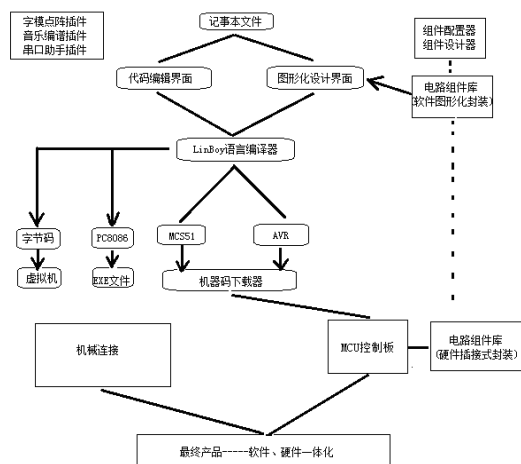 字模点阵插件
音乐编谱插件
串口助手插件
记事本文件
组件配置器
组件设计器
代码编辑界面
图形化设计界面
电路组件库
(软件图形化封装)
LinBoy语言编译器
字节码
PC8086
MCS51
AVR
虚拟机
EXE文件
机器码下载器
机械连接
MCU控制板
电路组件库
(硬件插接式封装)
最终产品-----软件、硬件一体化